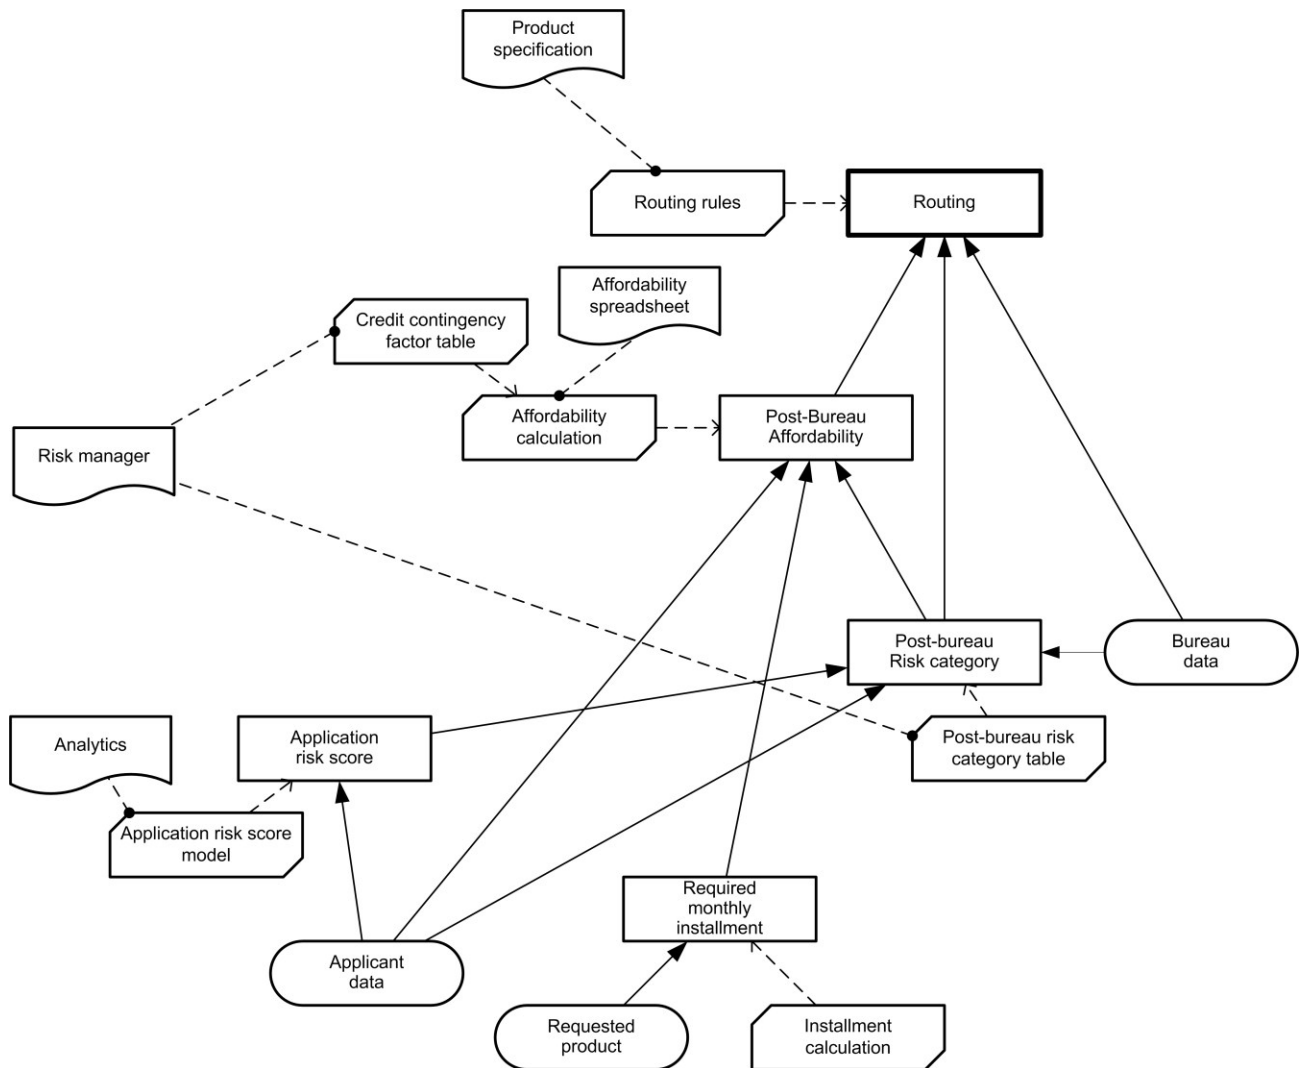 Product
specification
Routing rules
Routing
Affordability
spreadsheet
Credit contingency
factor table
Affordability
calculation
Post-Bureau
Affordability
Risk manager
Post-bureau
Risk category
Bureau
data
Analytics
Application
risk score
Post-bureau risk
category table
Application risk score
model
Required
monthly
installment
Applicant
data
Requested
product
Installment
calculation